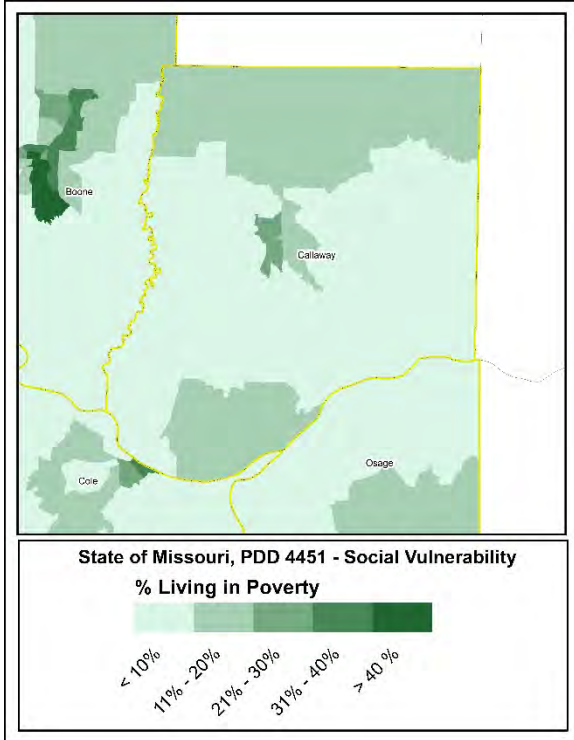 Boone
Callaway
Osage
Cole
State of Missouri, PDD 4451 - Social Vulnerability
% Living in Poverty
< 10%
11% - 20%
21% - 30%
31% - 40%
> 40 %